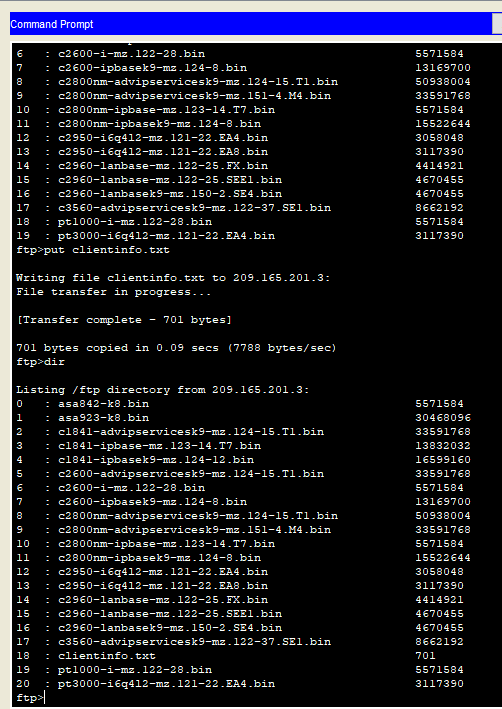 Command Prompt
6 : c2600-i-mz.122-28.bin 5571584
7 : c2600-ipbasek9-mz.124-8.bin 13169700
8 : c2800nm-advipservicesk9-mz.124-15.T1.bin 50938004
9 : c2800nm-advipservicesk9-mz.151-4.M4.bin 33591768
10 : c2800nm-ipbase-mz.123-14.T7.bin 5571584
11 : c2800nm-ipbasek9-mz.124-8.bin 15522644
12 : c2950-i6q4l2-mz.121-22.EA4.bin 3058048
13 : c2950-i6q4l2-mz.121-22.EA8.bin 3117390
14 : c2960-lanbase-mz.122-25.FX.bin 4414921
15 : c2960-lanbase-mz.122-25.SEE1.bin 4670455
16 : c2960-lanbasek9-mz.150-2.SE4.bin 4670455
17 : c3560-advipservicesk9-mz.122-37.SE1.bin 8662192
18 : pt1000-i-mz.122-28.bin 5571584
19 : pt3000-i6q4l2-mz.121-22.EA4.bin 3117390
ftp>put clientinfo.txt
Writing file clientinfo.txt to 209.165.201.3:
File transfer in progress...
[Transfer complete - 701 bytes]
701 bytes copied in 0.09 secs (7788 bytes/sec)
ftp>dir
Listing /ftp directory from 209.165.201.3:
0 : asa842-k8.bin 5571584
1 : asa923-k8.bin 30468096
2 : c1841-advipservicesk9-mz.124-15.T1.bin 33591768
3 : c1841-ipbase-mz.123-14.T7.bin 13832032
4 : c1841-ipbasek9-mz.124-12.bin 16599160
5 : c2600-advipservicesk9-mz.124-15.T1.bin 33591768
6 : c2600-i-mz.122-28.bin 5571584
7 : c2600-ipbasek9-mz.124-8.bin 13169700
8 : c2800nm-advipservicesk9-mz.124-15.T1.bin 50938004
9 : c2800nm-advipservicesk9-mz.151-4.M4.bin 33591768
10 : c2800nm-ipbase-mz.123-14.T7.bin 5571584
11 : c2800nm-ipbasek9-mz.124-8.bin 15522644
12 : c2950-i6q4l2-mz.121-22.EA4.bin 3058048
13 : c2950-i6q4l2-mz.121-22.EA8.bin 3117390
14 : c2960-lanbase-mz.122-25.FX.bin 4414921
15 : c2960-lanbase-mz.122-25.SEE1.bin 4670455
16 : c2960-lanbasek9-mz.150-2.SE4.bin 4670455
17 : c3560-advipservicesk9-mz.122-37.SE1.bin 8662192
18 : clientinfo.txt 701
19 : pt1000-i-mz.122-28.bin 5571584
20 : pt3000-i6q4l2-mz.121-22.EA4.bin 3117390
ftp>